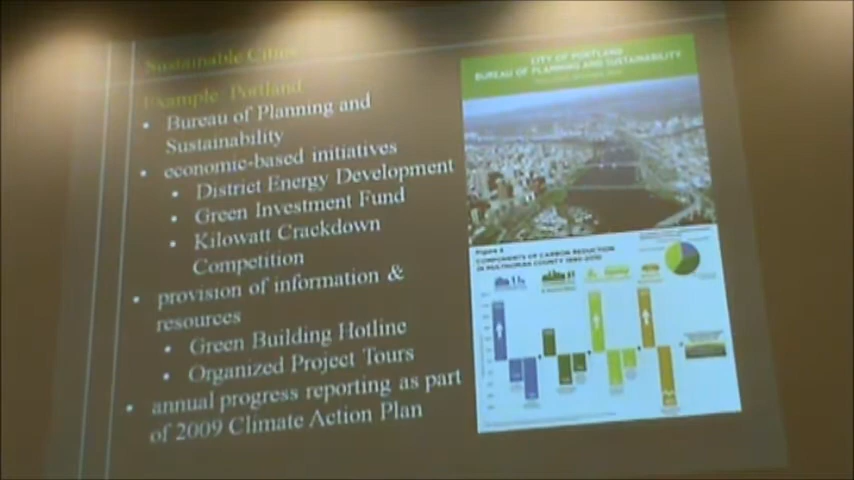 Sustainable Cities
Example: Portland
• Bureau of Planning and
Sustainability
• economic-based initiatives
• District Energy Development
• Green Investment Fund
• Kilowatt Crackdown
Competition
• provision of information &
resources
• Green Building Hotline
• Organized Project Tours
• annual progress reporting as part
of 2009 Climate Action Plan
CITY OF PORTLAND
BUREAU OF PLANNING AND SUSTAINABILITY
COMPONENTS OF CARBON REDUCTION
IN MULTNOMAH COUNTY 1990-2010